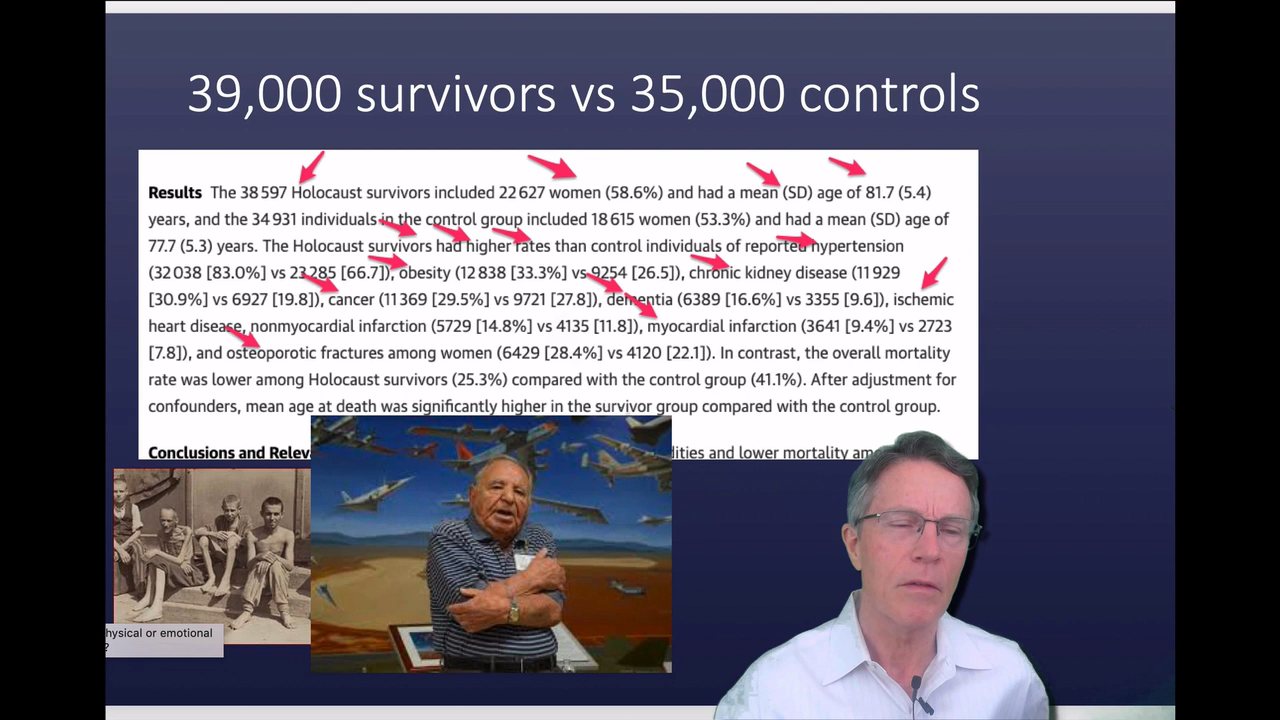 39,000 survivors vs 35,000 controls
Results The 38 597 Holocaust survivors included 22 627 women (58.6%) and had a mean (SD) age of 81.7 (5.4)
years, and the 34 931 individuals in the control group included 18 615 women (53.3%) and had a mean (SD) age of
77.7 (5.3) years. The Holocaust survivors had higher rates than control individuals of reported hypertension
(32 038 [83.0%] vs 23 285 [66.7]), obesity (12 838 [33.3%] vs 9254 [26.5]), chronic kidney disease (11 929
[30.9%] vs 6927 [19.8]), cancer (11 369 [29.5%] vs 9721 [27.8]), dementia (6389 [16.6%] vs 3355 [9.6]), ischemic
heart disease, nonmyocardial infarction (5729 [14.8%] vs 4135 [11.8]), myocardial infarction (3641 [9.4%] vs 2723
[7.8]), and osteoporotic fractures among women (6429 [28.4%] vs 4120 [22.1]). In contrast, the overall mortality
rate was lower among Holocaust survivors (25.3%) compared with the control group (41.1%). After adjustment for
confounders, mean age at death was significantly higher in the survivor group compared with the control group.
Conclusions and Relev dities and lower mortality am
hysical or emotional
?